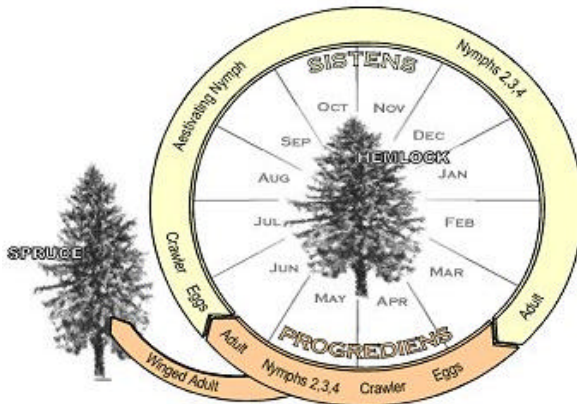 SISTENS
Aestivating Nymph
Nymphs 2,3,4
OCT
NOV
SEP
DEC
HEMLOCK
AUG
JAN
JUL
FEB
SPRUCE
Crawler
Eggs
JUN
MAR
MAY
APR
Adult
PROGREDIENS
Adult
Nymphs 2,3,4
Crawler
Eggs
Winged Adult